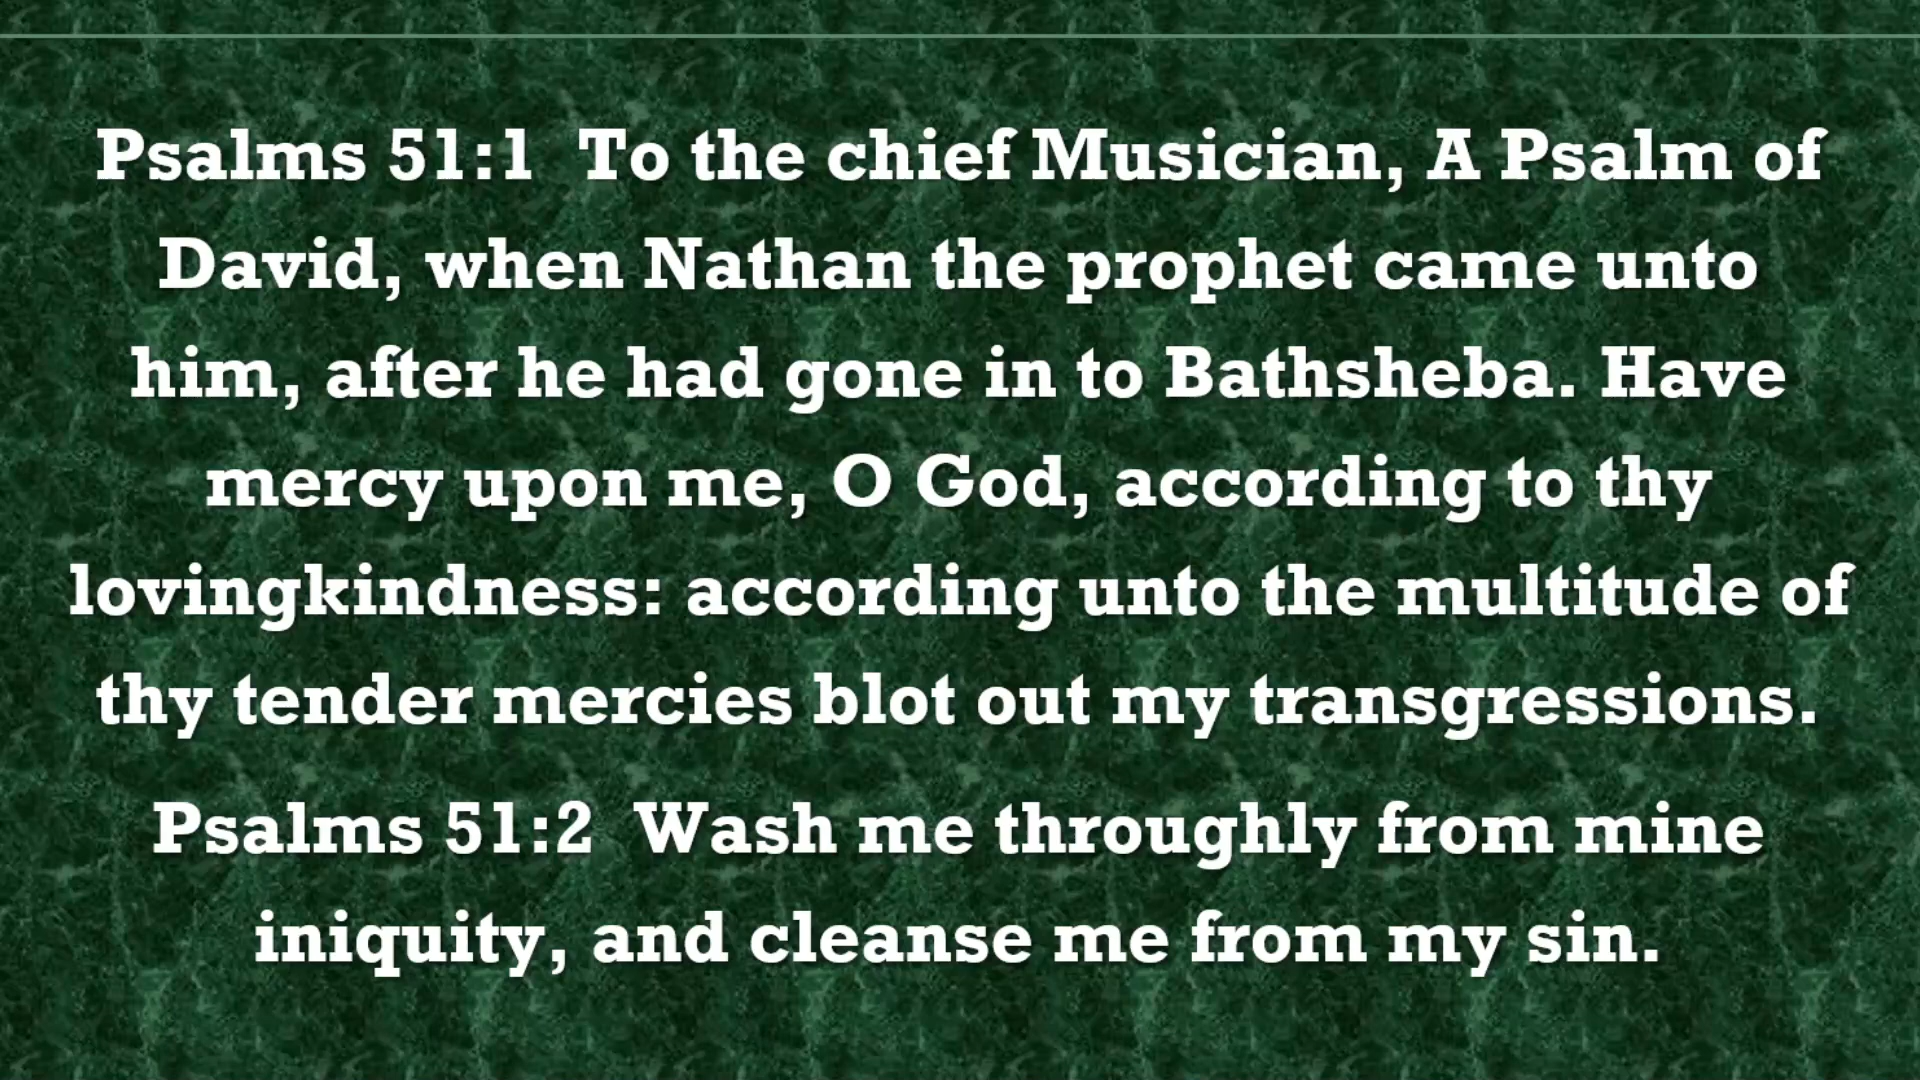 Psalms 51:1  To the chief Musician, A Psalm of
David, when Nathan the prophet came unto
him, after he had gone in to Bathsheba. Have
mercy upon me, O God, according to thy
lovingkindness: according unto the multitude of
thy tender mercies blot out my transgressions.
Psalms 51:2  Wash me throughly from mine
iniquity, and cleanse me from my sin.